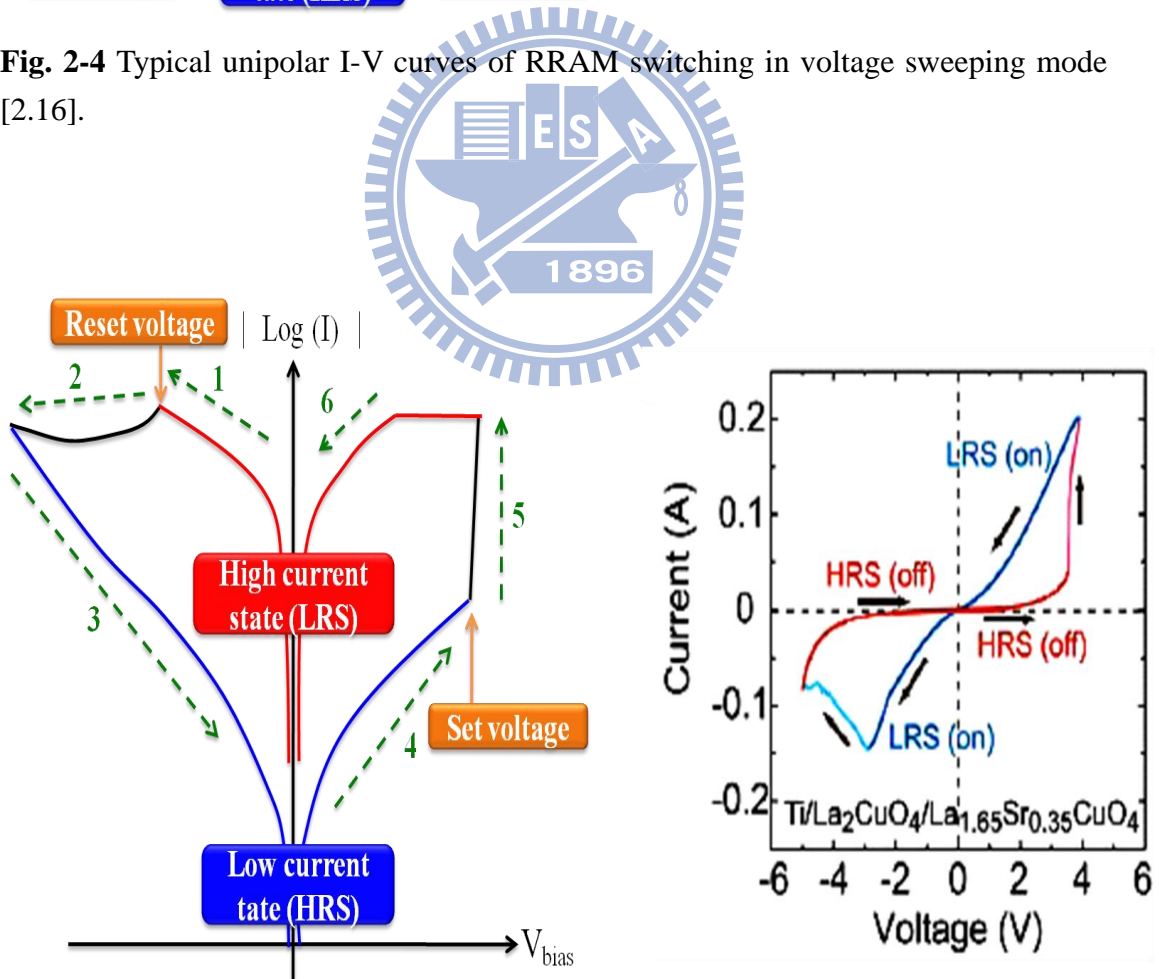 Fig. 2-4 Typical unipolar I-V curves of RRAM switching in voltage sweeping mode
[2.16].
E S A
1896
Reset voltage
| Log (I) |
2
1
6
5
High current
state (LRS)
3
4
Set voltage
Low current
tate (HRS)
V_bias
0.2
LRS (on)
0.1
Current (A)
HRS (off)
0
HRS (off)
-0.1
LRS (on)
-0.2
Ti/La₂CuO₄/La₁.₆₅Sr₀.₃₅CuO₄
-6 -4 -2 0 2 4 6
Voltage (V)